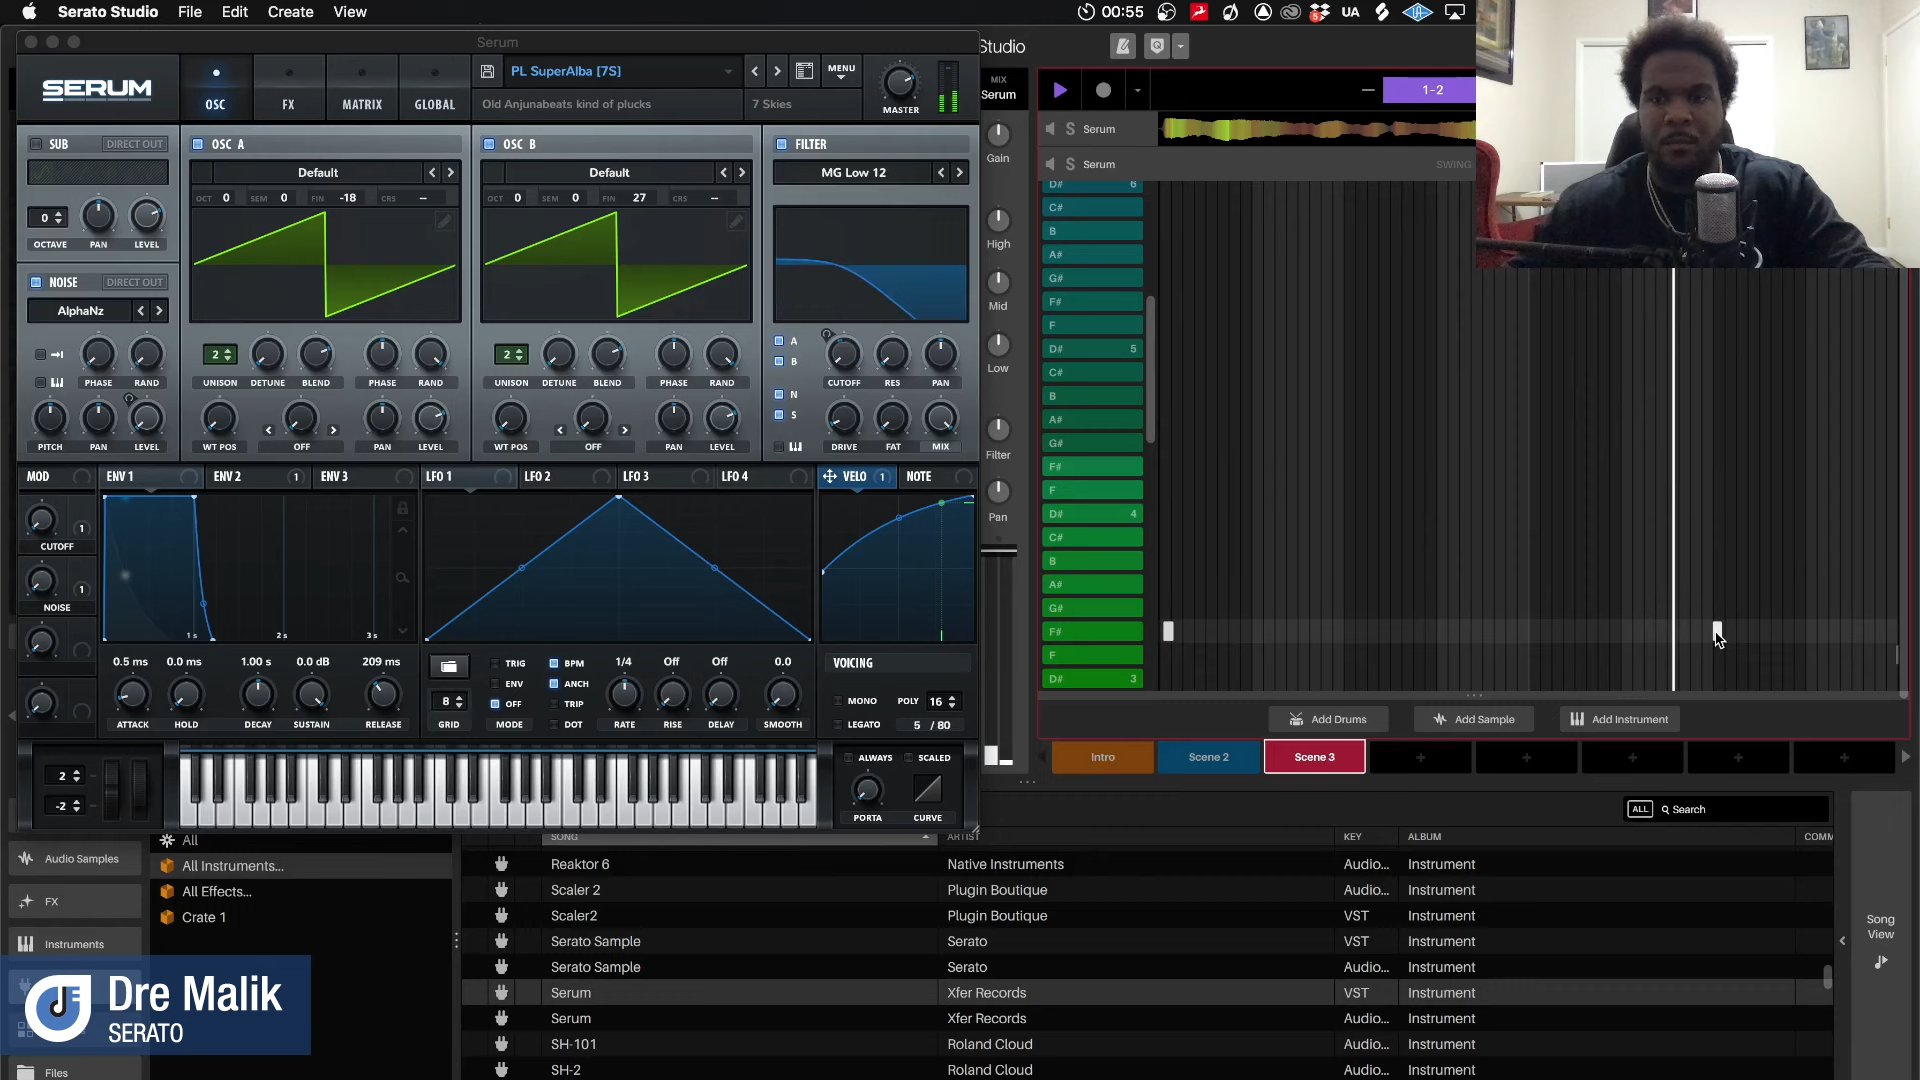 Serato Studio File Edit Create View
00:55 5 UA
Serum
Studio
SERUM
OSC FX MATRIX GLOBAL
PL SuperAlba [7S]
MENU
Old Anjunabeats kind of plucks 7 Skies
MASTER
SUB DIRECT OUT
0
OCTAVE PAN LEVEL
NOISE DIRECT OUT
AlphaNz
PHASE RAND
PITCH PAN LEVEL
OSC A
Default
OCT 0 SEM 0 FIN -18 CRS --
2
UNISON DETUNE BLEND PHASE RAND
WT POS OFF PAN LEVEL
OSC B
Default
OCT 0 SEM 0 FIN 27 CRS --
2
UNISON DETUNE BLEND PHASE RAND
WT POS OFF PAN LEVEL
FILTER
MG Low 12
A
B
N
S
CUTOFF RES PAN
DRIVE FAT MIX
MOD ENV 1 ENV 2 1 ENV 3 LFO 1 LFO 2 LFO 3 LFO 4 VELO 1 NOTE
1
CUTOFF
1
NOISE
1 s 2 s 3 s
0.5 ms 0.0 ms 1.00 s 0.0 dB 209 ms
ATTACK HOLD DECAY SUSTAIN RELEASE
8
GRID
TRIG BPM
ENV ANCH
OFF TRIP
MODE DOT
1/4 Off Off 0.0
RATE RISE DELAY SMOOTH
VOICING
MONO POLY 16
LEGATO 5 / 80
2
-2
ALWAYS SCALED
PORTA CURVE
MIX
Serum
Gain
High
Mid
Low
Filter
Pan
1-2
S Serum
S Serum SWING
D# 6
C#
B
A#
G#
F#
F
D# 5
C#
B
A#
G#
F#
F
D# 4
C#
B
A#
G#
F#
F
D# 3
Add Drums Add Sample Add Instrument
Intro Scene 2 Scene 3 + + + + +
ALL Search
SONG ARTIST KEY ALBUM COMM
Reaktor 6 Native Instruments Audio... Instrument
Scaler 2 Plugin Boutique Audio... Instrument
Scaler2 Plugin Boutique VST Instrument
Serato Sample Serato VST Instrument
Serato Sample Serato Audio... Instrument
Serum Xfer Records VST Instrument
Serum Xfer Records Audio... Instrument
SH-101 Roland Cloud Audio... Instrument
SH-2 Roland Cloud Audio... Instrument
Audio Samples
FX
Instruments
Files
All
All Instruments...
All Effects...
Crate 1
Song
View
Dre Malik
SERATO